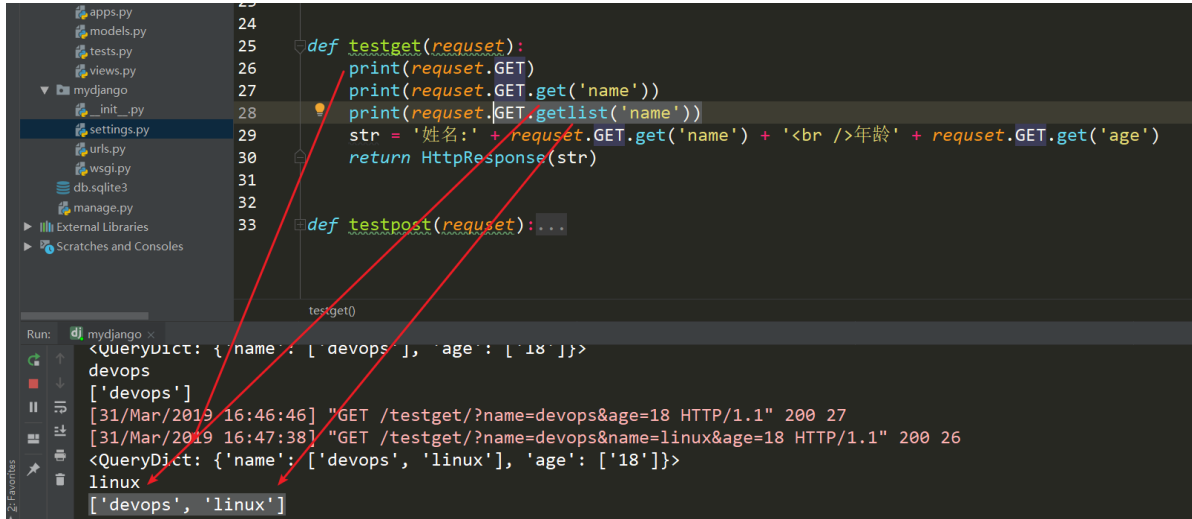 apps.py
models.py
tests.py
views.py
mydjango
__init__.py
settings.py
urls.py
wsgi.py
db.sqlite3
manage.py
External Libraries
Scratches and Consoles
24
25 def testget(requset):
26 print(requset.GET)
27 print(requset.GET.get('name'))
28 print(requset.GET.getlist('name'))
29 str = '姓名:' + requset.GET.get('name') + '<br />年龄' + requset.GET.get('age')
30 return HttpResponse(str)
31
32
33 def testpost(requset):...
testget()
Run: mydjango
<QueryDict: {'name': ['devops'], 'age': ['18']}>
devops
['devops']
[31/Mar/2019 16:46:46] "GET /testget/?name=devops&age=18 HTTP/1.1" 200 27
[31/Mar/2019 16:47:38] "GET /testget/?name=devops&name=linux&age=18 HTTP/1.1" 200 26
<QueryDict: {'name': ['devops', 'linux'], 'age': ['18']}>
linux
['devops', 'linux']
2: Favorites